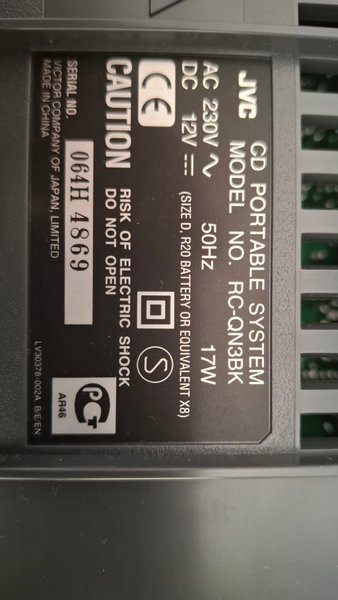 JVC
CD PORTABLE SYSTEM
MODEL NO. RC-QN3BK
AC 230V ∿ 50Hz 17W
DC 12V ⎓ (SIZE D, R20 BATTERY OR EQUIVALENT X8)
CE
S
CAUTION
RISK OF ELECTRIC SHOCK
DO NOT OPEN
SERIAL NO.
064H 4869
VICTOR COMPANY OF JAPAN, LIMITED
MADE IN CHINA
РСТ
AR46
LV30378-002A B/E/EN